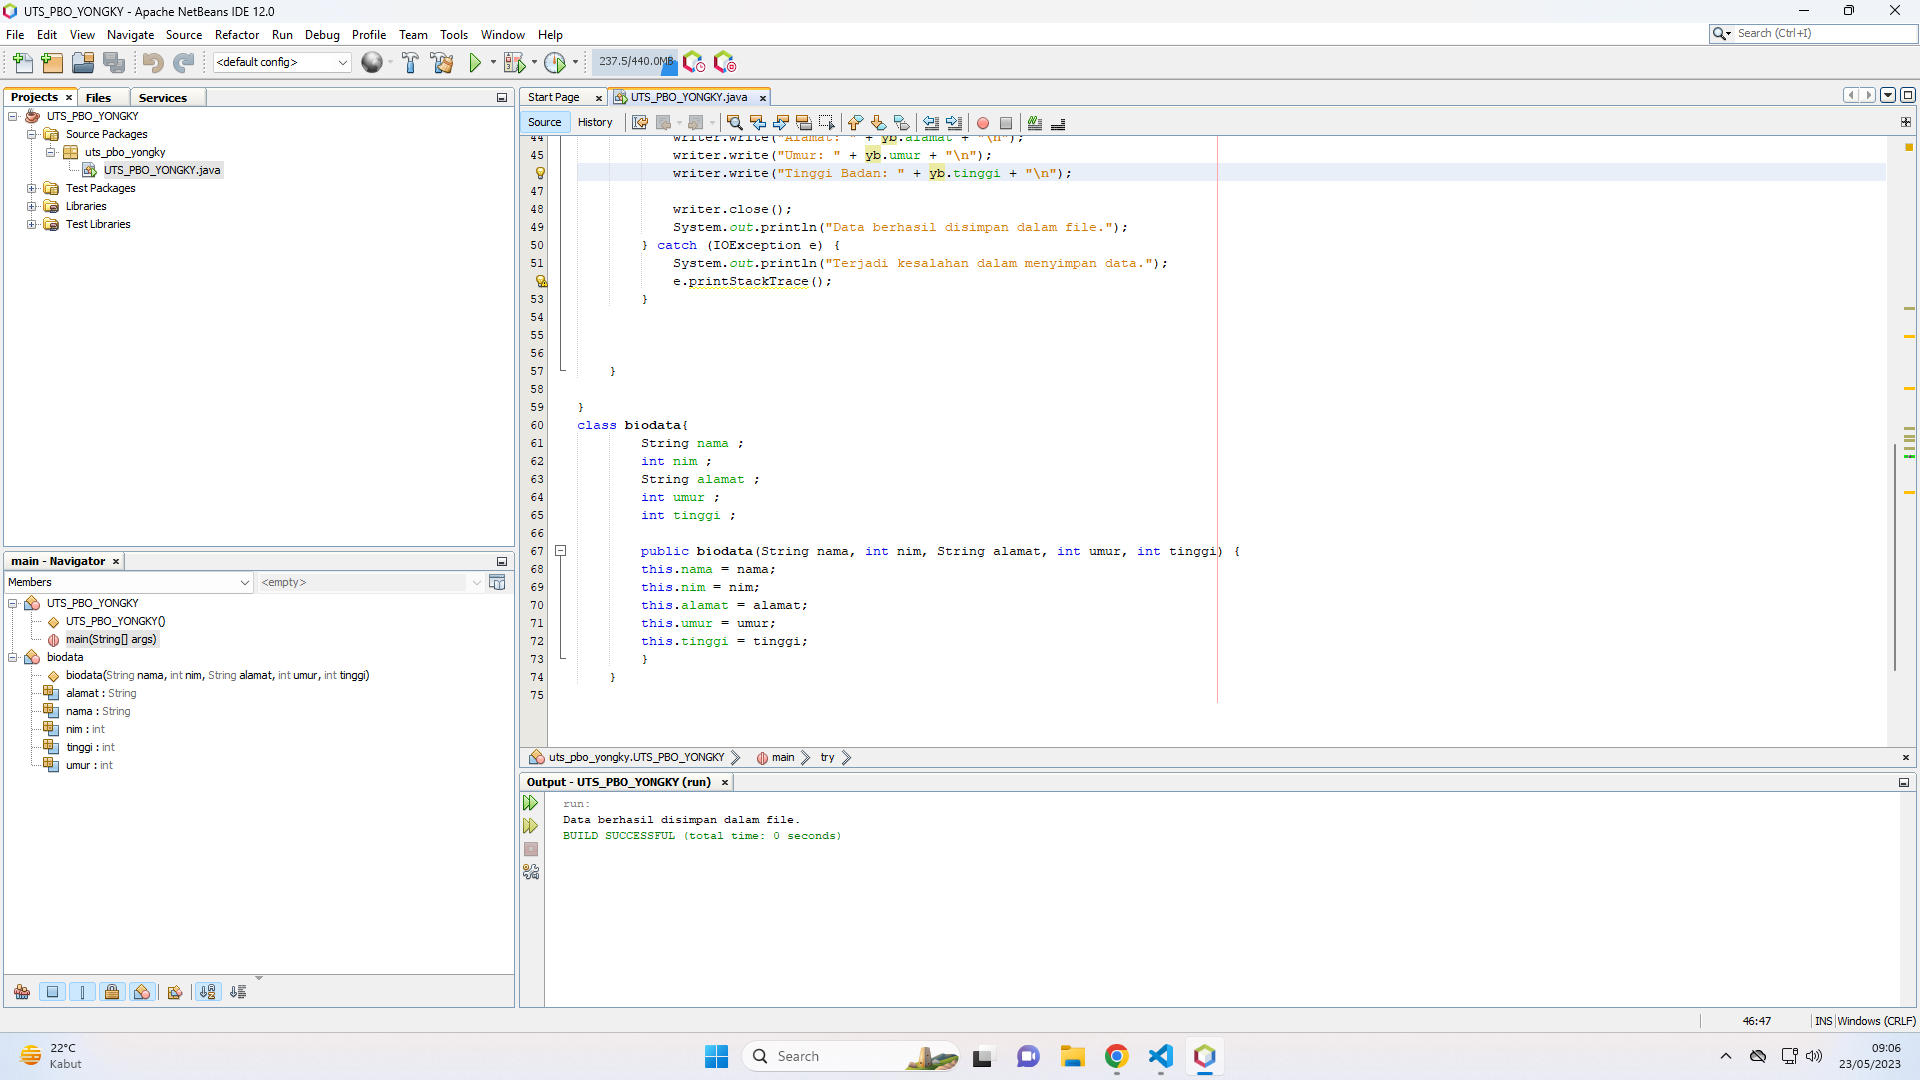 UTS_PBO_YONGKY - Apache NetBeans IDE 12.0
File Edit View Navigate Source Refactor Run Debug Profile Team Tools Window Help
Search (Ctrl+I)
<default config>
237.5/440.0MB
Projects Files Services
UTS_PBO_YONGKY
Source Packages
uts_pbo_yongky
UTS_PBO_YONGKY.java
Test Packages
Libraries
Test Libraries
main - Navigator
Members
<empty>
UTS_PBO_YONGKY
UTS_PBO_YONGKY()
main(String[] args)
biodata
biodata(String nama, int nim, String alamat, int umur, int tinggi)
alamat : String
nama : String
nim : int
tinggi : int
umur : int
Start Page UTS_PBO_YONGKY.java
Source History
44 writer.write("Alamat: " + yb.alamat + "\n");
45 writer.write("Umur: " + yb.umur + "\n");
writer.write("Tinggi Badan: " + yb.tinggi + "\n");
47
48 writer.close();
49 System.out.println("Data berhasil disimpan dalam file.");
50 } catch (IOException e) {
51 System.out.println("Terjadi kesalahan dalam menyimpan data.");
e.printStackTrace();
53 }
54
55
56
57 }
58
59 }
60 class biodata{
61 String nama ;
62 int nim ;
63 String alamat ;
64 int umur ;
65 int tinggi ;
66
67 public biodata(String nama, int nim, String alamat, int umur, int tinggi) {
68 this.nama = nama;
69 this.nim = nim;
70 this.alamat = alamat;
71 this.umur = umur;
72 this.tinggi = tinggi;
73 }
74 }
75
uts_pbo_yongky.UTS_PBO_YONGKY main try
Output - UTS_PBO_YONGKY (run)
run:
Data berhasil disimpan dalam file.
BUILD SUCCESSFUL (total time: 0 seconds)
46:47 INS Windows (CRLF)
22°C
Kabut
Search
09:06
23/05/2023